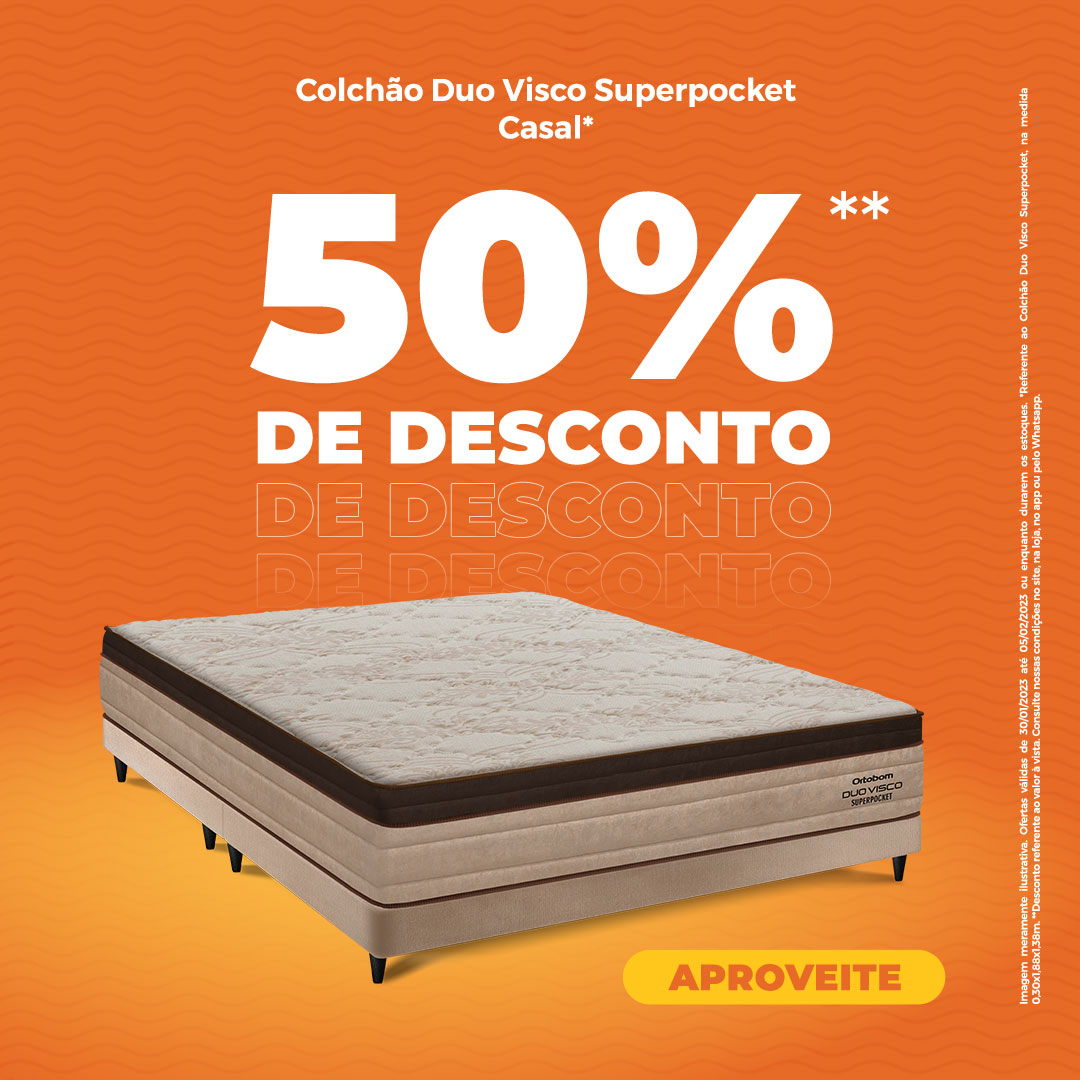 Colchão Duo Visco Superpocket
Casal*
50%**
DE DESCONTO
DE DESCONTO
DE DESCONTO
Ortobom
DUO VISCO
SUPERPOCKET
APROVEITE
Imagem meramente ilustrativa. Ofertas válidas de 30/01/2023 até 05/02/2023 ou enquanto durarem os estoques. *Referente ao Colchão Duo Visco Superpocket, na medida
0,30x1,88x1,38m. **Desconto referente ao valor à vista. Consulte nossas condições no site, na loja, no app ou pelo Whatsapp.